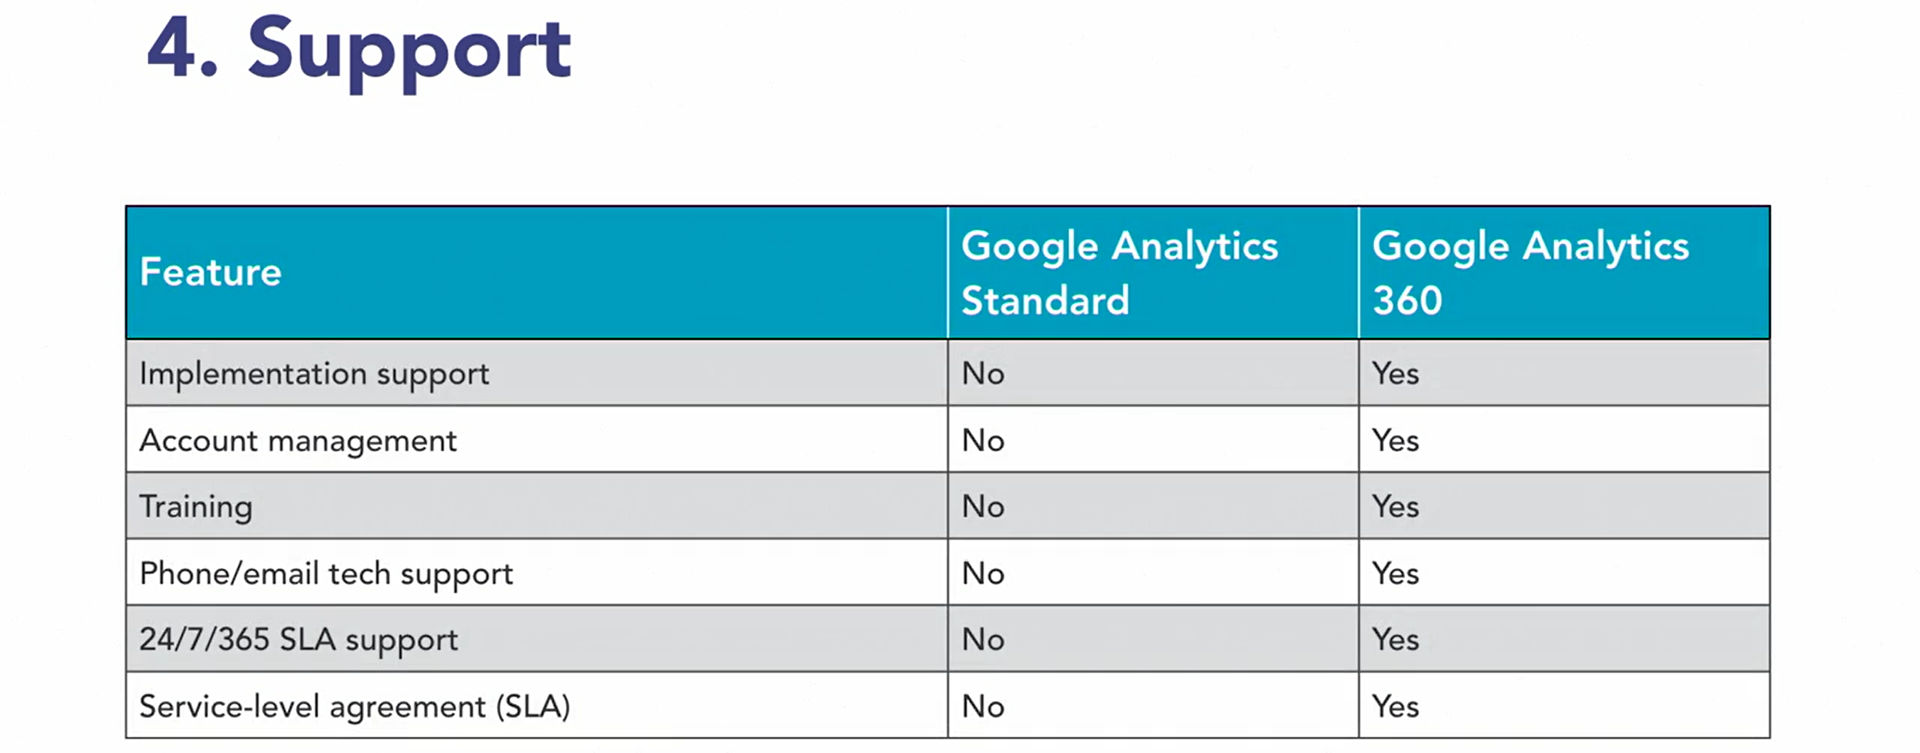 4. Support
Feature
Google Analytics
Standard
Google Analytics
360
Implementation support
No
Yes
Account management
No
Yes
Training
No
Yes
Phone/email tech support
No
Yes
24/7/365 SLA support
No
Yes
Service-level agreement (SLA)
No
Yes